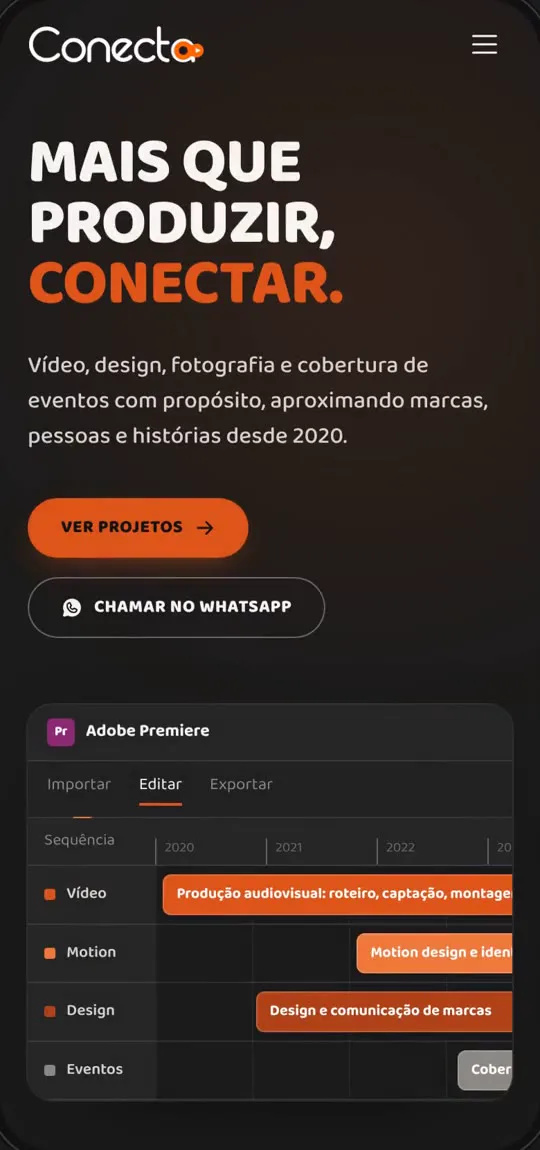 Conecta
MAIS QUE
PRODUZIR,
CONECTAR.
Vídeo, design, fotografia e cobertura de
eventos com propósito, aproximando marcas,
pessoas e histórias desde 2020.
VER PROJETOS
CHAMAR NO WHATSAPP
Pr Adobe Premiere
Importar Editar Exportar
Sequência 2020 2021 2022 20
Vídeo Produção audiovisual: roteiro, captação, montage
Motion Motion design e iden
Design Design e comunicação de marcas
Eventos Cober